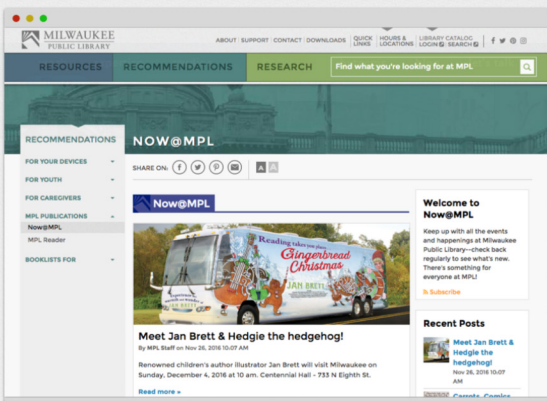 MILWAUKEE
PUBLIC LIBRARY
ABOUT SUPPORT CONTACT DOWNLOADS
QUICK
LINKS
HOURS &
LOCATIONS
LIBRARY CATALOG
LOGIN SEARCH
RESOURCES
RECOMMENDATIONS
RESEARCH
Find what you're looking for at MPL
RECOMMENDATIONS
FOR YOUR DEVICES
FOR YOUTH
FOR CAREGIVERS
MPL PUBLICATIONS
Now@MPL
MPL Reader
BOOKLISTS FOR
NOW@MPL
SHARE ON:
A A
Now@MPL
Reading takes you places
Gingerbread
Christmas
JAN BRETT
JAN BRETT
Meet Jan Brett & Hedgie the hedgehog!
By MPL Staff on Nov 26, 2016 10:07 AM
Renowned children's author illustrator Jan Brett will visit Milwaukee on
Sunday, December 4, 2016 at 10 am. Centennial Hall - 733 N Eighth St.
Read more »
Welcome to
Now@MPL
Keep up with all the events
and happenings at Milwaukee
Public Library--check back
regularly to see what's new.
There's something for
everyone at MPL!
Subscribe
Recent Posts
Meet Jan Brett &
Hedgie the
hedgehog!
Nov 26, 2016 10:07
AM
Carrots, Comics